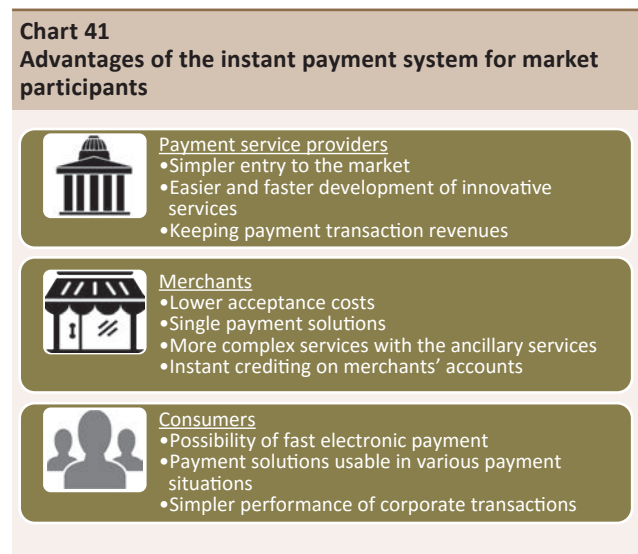 Chart 41
Advantages of the instant payment system for market
participants
Payment service providers
•Simpler entry to the market
•Easier and faster development of innovative
services
•Keeping payment transaction revenues
Merchants
•Lower acceptance costs
•Single payment solutions
•More complex services with the ancillary services
•Instant crediting on merchants’ accounts
Consumers
•Possibility of fast electronic payment
•Payment solutions usable in various payment
situations
•Simpler performance of corporate transactions